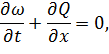 ∂ω/∂t + ∂Q/∂x = 0,